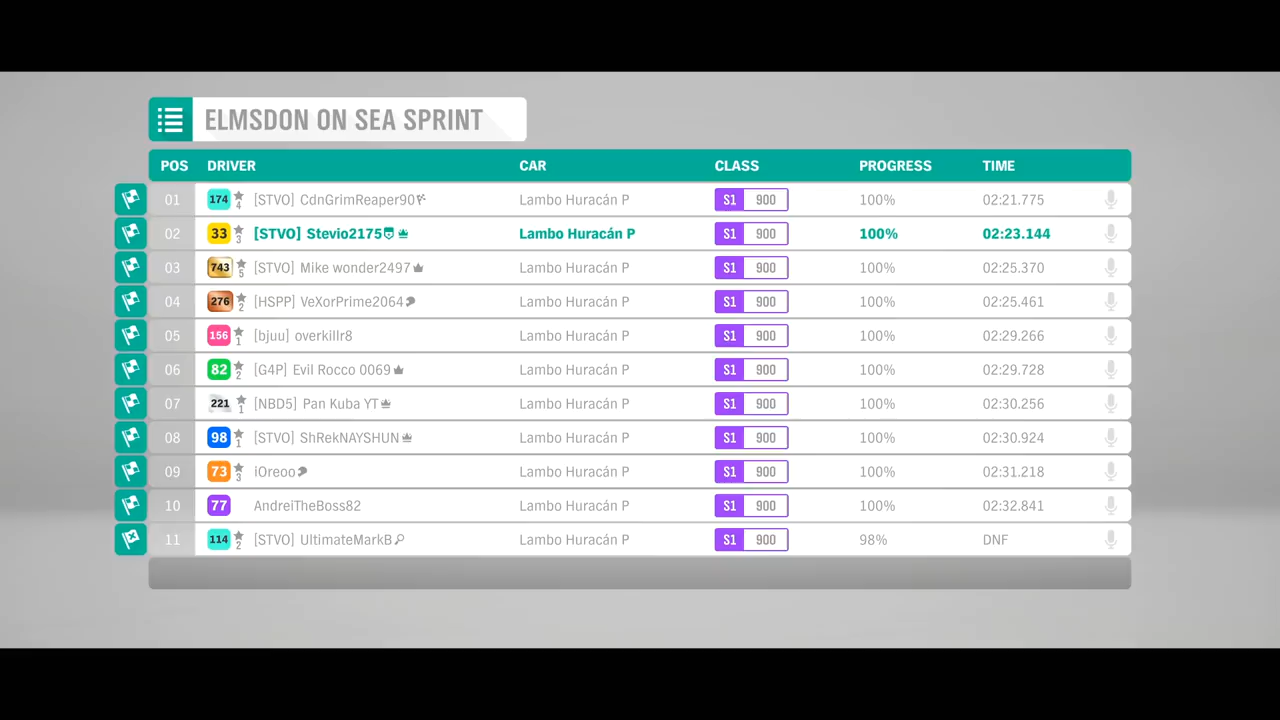 ELMSDON ON SEA SPRINT
POS DRIVER CAR CLASS PROGRESS TIME
01 174 4 [STVO] CdnGrimReaper90 Lambo Huracán P S1 900 100% 02:21.775
02 33 3 [STVO] Stevio2175 Lambo Huracán P S1 900 100% 02:23.144
03 743 5 [STVO] Mike wonder2497 Lambo Huracán P S1 900 100% 02:25.370
04 276 2 [HSPP] VeXorPrime2064 Lambo Huracán P S1 900 100% 02:25.461
05 156 1 [bjuu] overkillr8 Lambo Huracán P S1 900 100% 02:29.266
06 82 2 [G4P] Evil Rocco 0069 Lambo Huracán P S1 900 100% 02:29.728
07 221 1 [NBD5] Pan Kuba YT Lambo Huracán P S1 900 100% 02:30.256
08 98 1 [STVO] ShRekNAYSHUN Lambo Huracán P S1 900 100% 02:30.924
09 73 3 iOreoo Lambo Huracán P S1 900 100% 02:31.218
10 77 AndreiTheBoss82 Lambo Huracán P S1 900 100% 02:32.841
11 114 2 [STVO] UltimateMarkB Lambo Huracán P S1 900 98% DNF